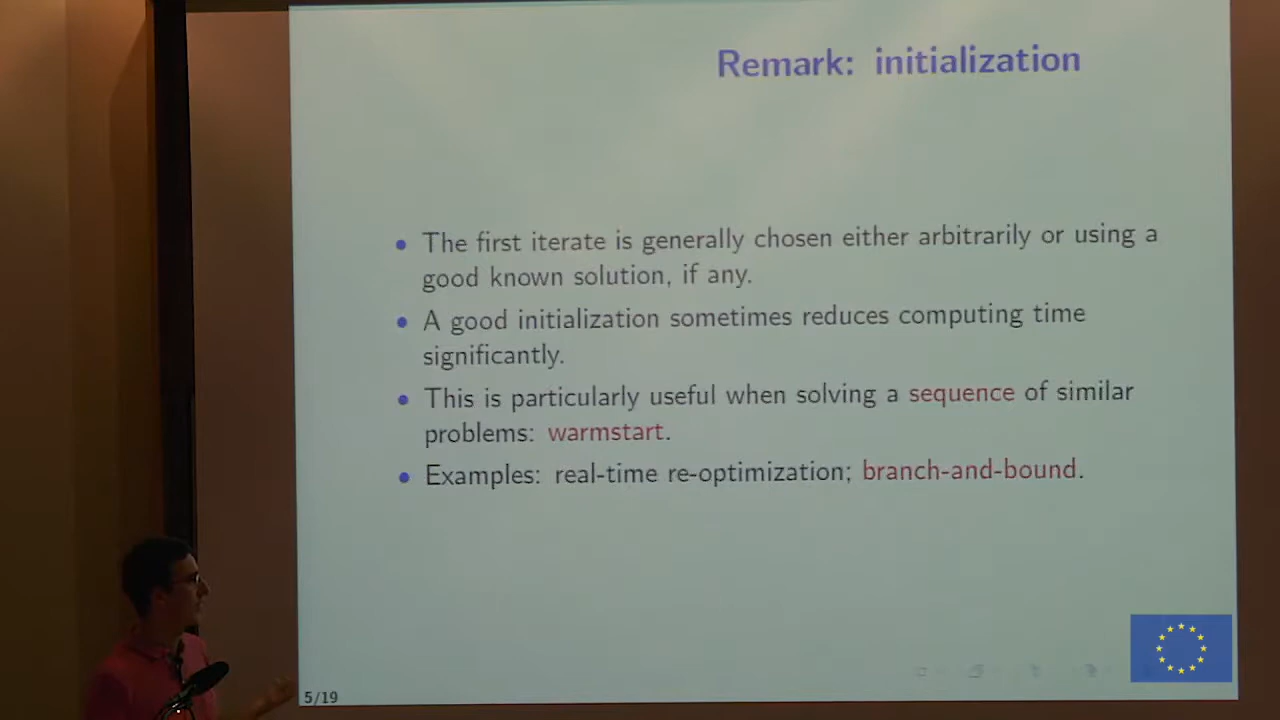 Remark: initialization
• The first iterate is generally chosen either arbitrarily or using a
good known solution, if any.
• A good initialization sometimes reduces computing time
significantly.
• This is particularly useful when solving a sequence of similar
problems: warmstart.
• Examples: real-time re-optimization; branch-and-bound.
5/19